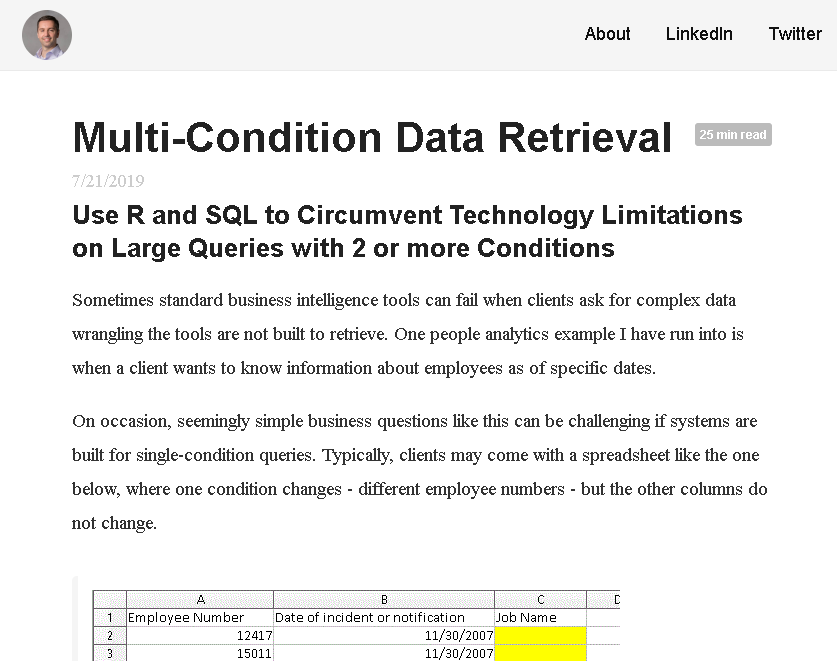 About LinkedIn Twitter
Multi-Condition Data Retrieval 25 min read
7/21/2019
Use R and SQL to Circumvent Technology Limitations
on Large Queries with 2 or more Conditions
Sometimes standard business intelligence tools can fail when clients ask for complex data
wrangling the tools are not built to retrieve. One people analytics example I have run into is
when a client wants to know information about employees as of specific dates.
On occasion, seemingly simple business questions like this can be challenging if systems are
built for single-condition queries. Typically, clients may come with a spreadsheet like the one
below, where one condition changes - different employee numbers - but the other columns do
not change.
A B C D
1 Employee Number Date of incident or notification Job Name
2 12417 11/30/2007
3 15011 11/30/2007